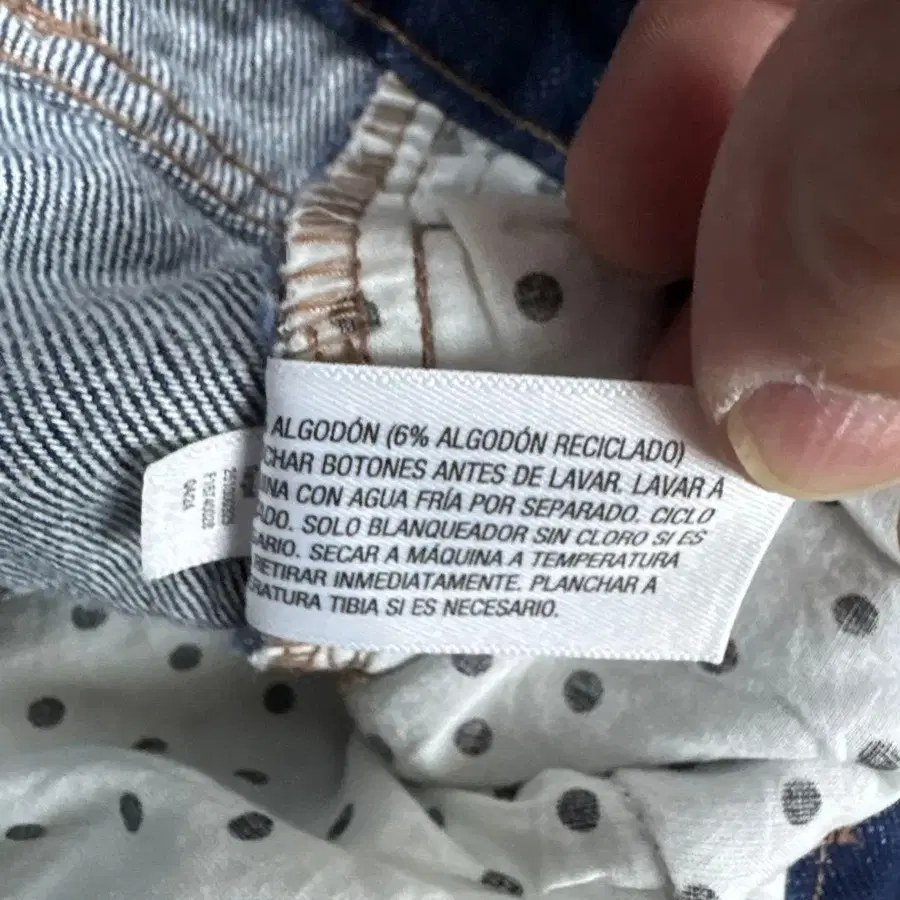 ALGODÓN (6% ALGODÓN RECICLADO)
CHAR BOTONES ANTES DE LAVAR. LAVAR A
INA CON AGUA FRÍA POR SEPARADO. CICLO
ADO. SOLO BLANQUEADOR SIN CLORO SI ES
ARIO. SECAR A MÁQUINA A TEMPERATURA
RETIRAR INMEDIATAMENTE. PLANCHAR A
RATURA TIBIA SI ES NECESARIO.